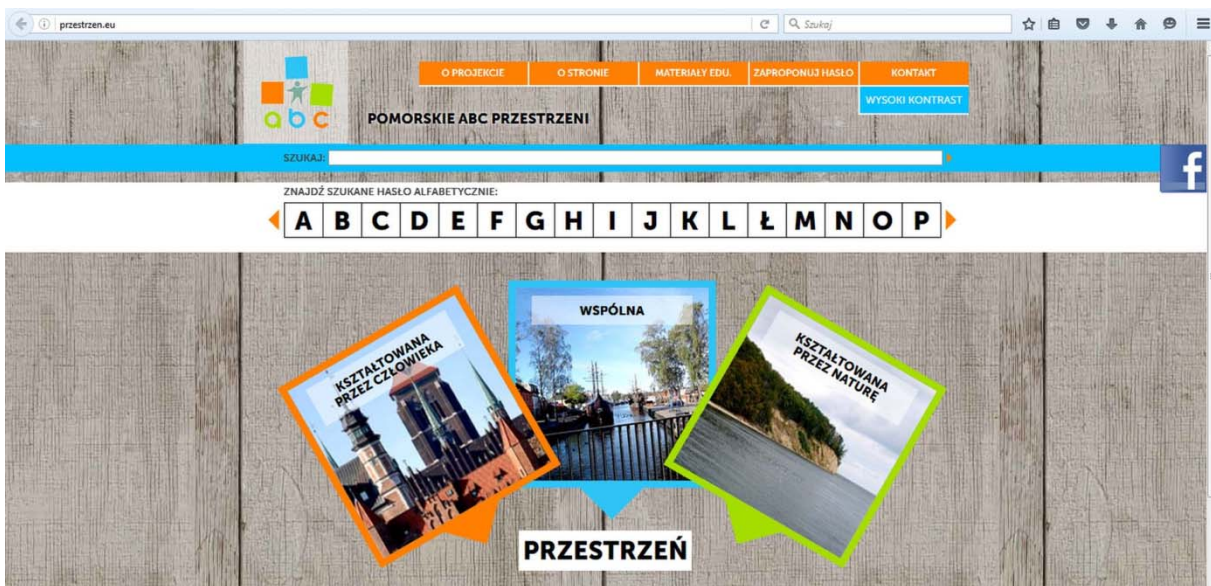 przestrzen.eu
Szukaj
O PROJEKCIE
O STRONIE
MATERIAŁY EDU.
ZAPROPONUJ HASŁO
KONTAKT
WYSOKI KONTRAST
abc
POMORSKIE ABC PRZESTRZENI
SZUKAJ:
f
ZNAJDŹ SZUKANE HASŁO ALFABETYCZNIE:
A B C D E F G H I J K L Ł M N O P
KSZTAŁTOWANA
PRZEZ CZŁOWIEKA
WSPÓLNA
KSZTAŁTOWANA
PRZEZ NATURĘ
PRZESTRZEŃ